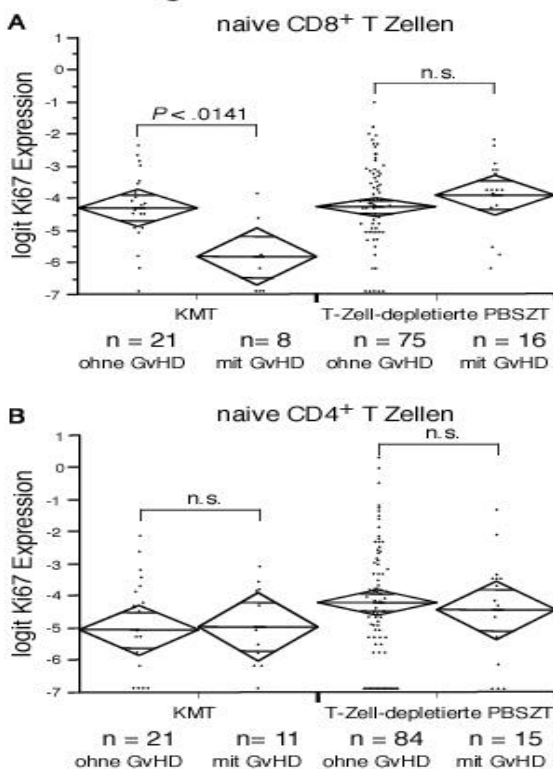 A
naive CD8+ T Zellen
1
0
-1
-2
-3
-4
-5
-6
-7
logit Ki67 Expression
P < .0141
n.s.
KMT
T-Zell-depletierte PBSZT
n = 21
n= 8
n = 75
n = 16
ohne GvHD
mit GvHD
ohne GvHD
mit GvHD
B
naive CD4+ T Zellen
1
0
-1
-2
-3
-4
-5
-6
-7
logit Ki67 Expression
n.s.
n.s.
KMT
T-Zell-depletierte PBSZT
n = 21
n= 11
n = 84
n = 15
ohne GvHD
mit GvHD
ohne GvHD
mit GvHD